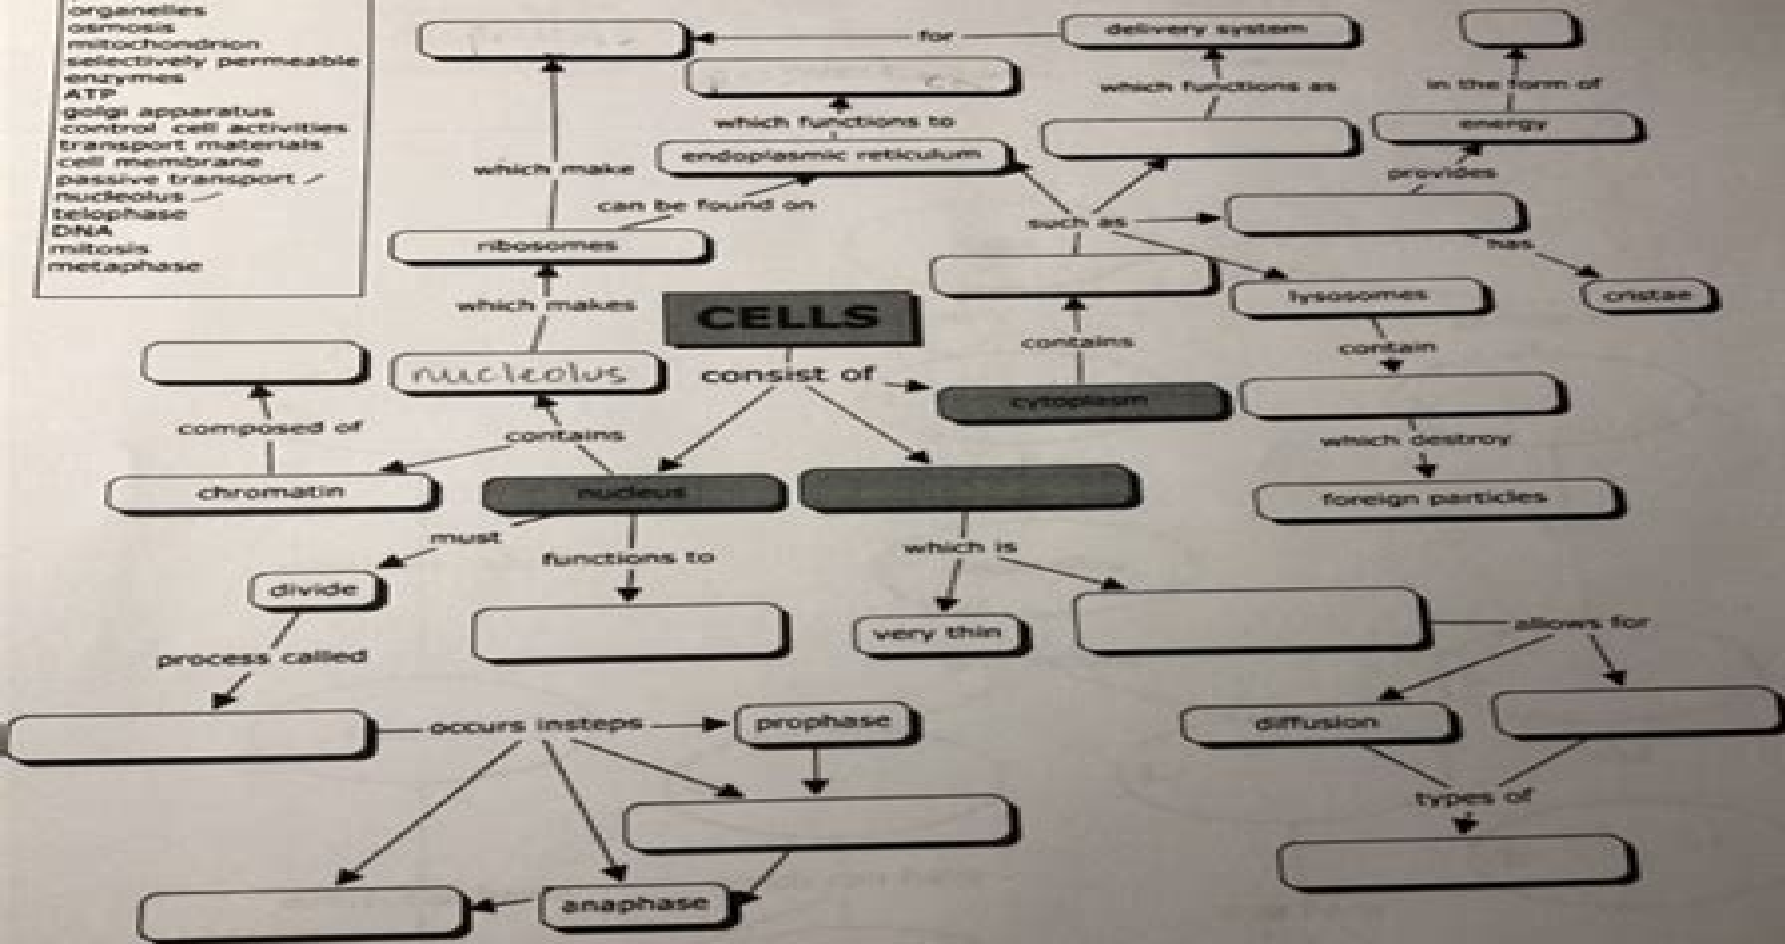 organelles
osmosis
mitochondrion
selectively permeable
enzymes
ATP
golgi apparatus
control cell activities
transport materials
cell membrane
passive transport
nucleolus
telophase
DNA
mitosis
metaphase
for
delivery system
which functions as
in the form of
which functions to
energy
endoplasmic reticulum
which make
provides
can be found on
such as
ribosomes
has
which makes
lysosomes
cristae
CELLS
contains
contain
nucleolus
consist of
cytoplasm
composed of
contains
which destroy
chromatin
nucleus
foreign particles
must
functions to
which is
divide
very thin
allows for
process called
occurs insteps
prophase
diffusion
types of
anaphase